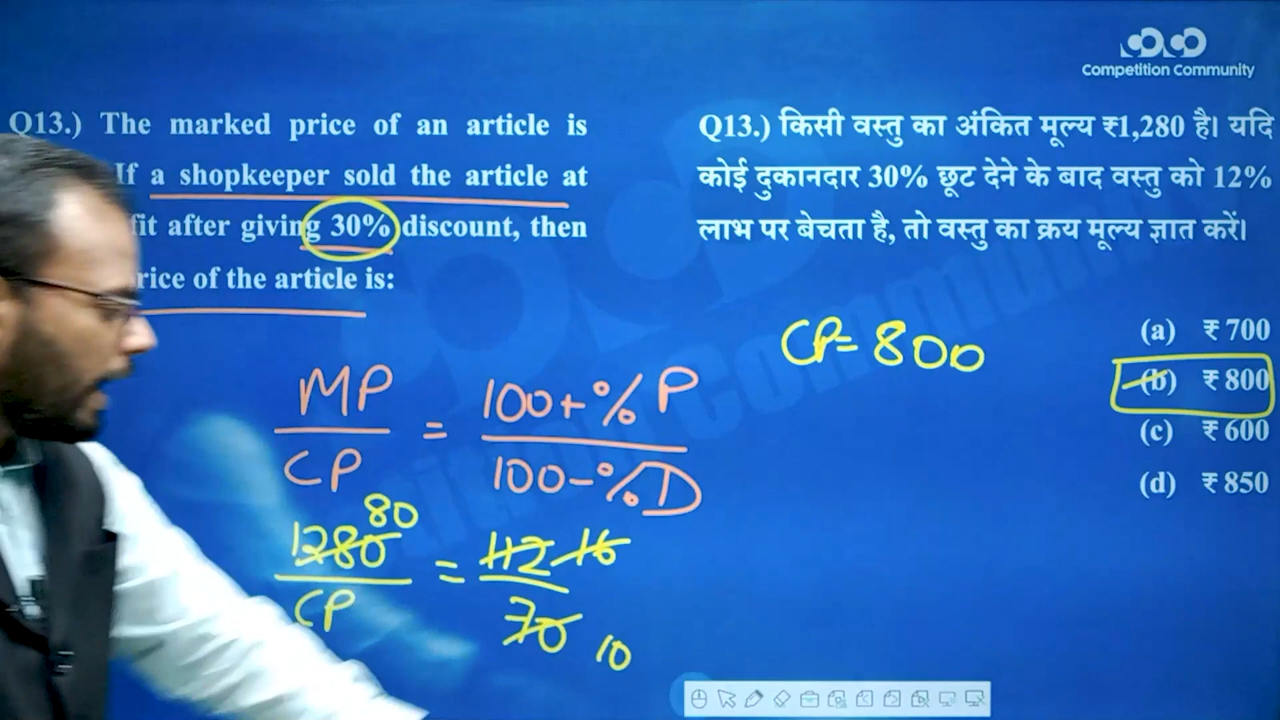 Competition Community
Q13.) The marked price of an article is
If a shopkeeper sold the article at
fit after giving 30% discount, then
rice of the article is:
Q13.) किसी वस्तु का अंकित मूल्य ₹1,280 है। यदि
कोई दुकानदार 30% छूट देने के बाद वस्तु को 12%
लाभ पर बेचता है, तो वस्तु का क्रय मूल्य ज्ञात करें।
(a) ₹ 700
(b) ₹ 800
(c) ₹ 600
(d) ₹ 850
CP = 800
MP
CP
=
100 + % P
100 - % D
1280 80
CP
=
112 16
70 10